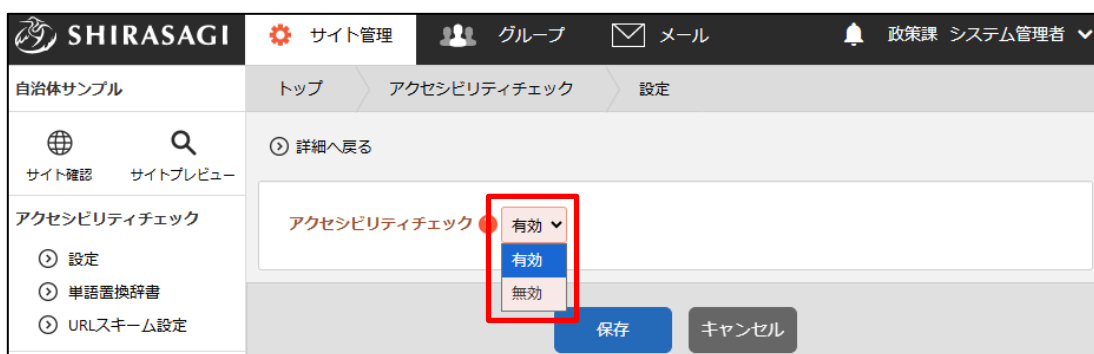 SHIRASAGI サイト管理 グループ メール 政策課 システム管理者
自治体サンプル
トップ アクセシビリティチェック 設定
サイト確認 サイトプレビュー
詳細へ戻る
アクセシビリティチェック
設定
単語置換辞書
URLスキーム設定
アクセシビリティチェック 有効
有効
無効
保存 キャンセル